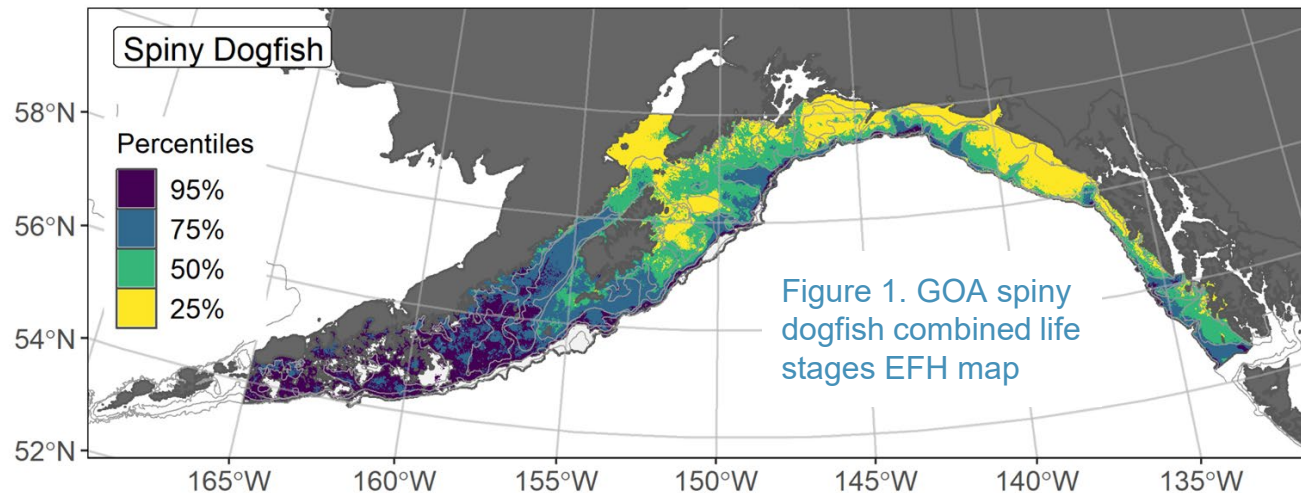 Spiny Dogfish
58°N
56°N
54°N
52°N
Percentiles
95%
75%
50%
25%
Figure 1. GOA spiny
dogfish combined life
stages EFH map
165°W 160°W 155°W 150°W 145°W 140°W 135°W